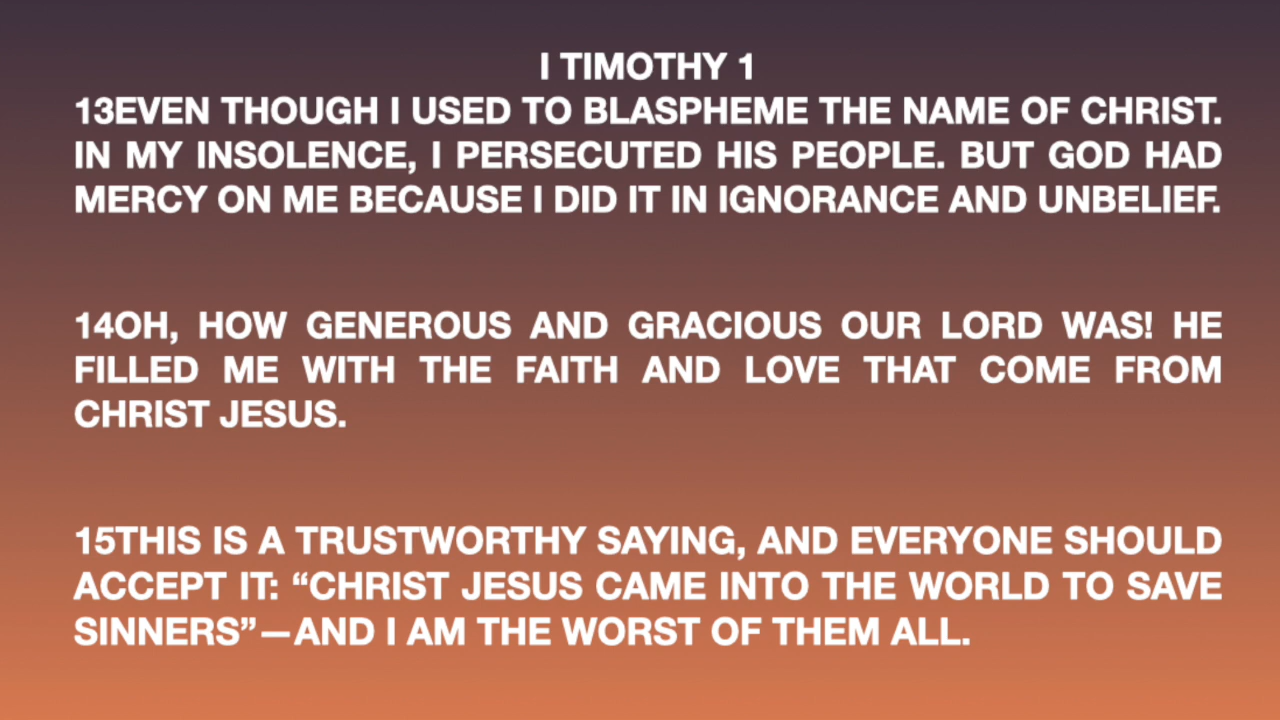 I TIMOTHY 1
13EVEN THOUGH I USED TO BLASPHEME THE NAME OF CHRIST.
IN MY INSOLENCE, I PERSECUTED HIS PEOPLE. BUT GOD HAD
MERCY ON ME BECAUSE I DID IT IN IGNORANCE AND UNBELIEF.
14OH, HOW GENEROUS AND GRACIOUS OUR LORD WAS! HE
FILLED ME WITH THE FAITH AND LOVE THAT COME FROM
CHRIST JESUS.
15THIS IS A TRUSTWORTHY SAYING, AND EVERYONE SHOULD
ACCEPT IT: “CHRIST JESUS CAME INTO THE WORLD TO SAVE
SINNERS”—AND I AM THE WORST OF THEM ALL.